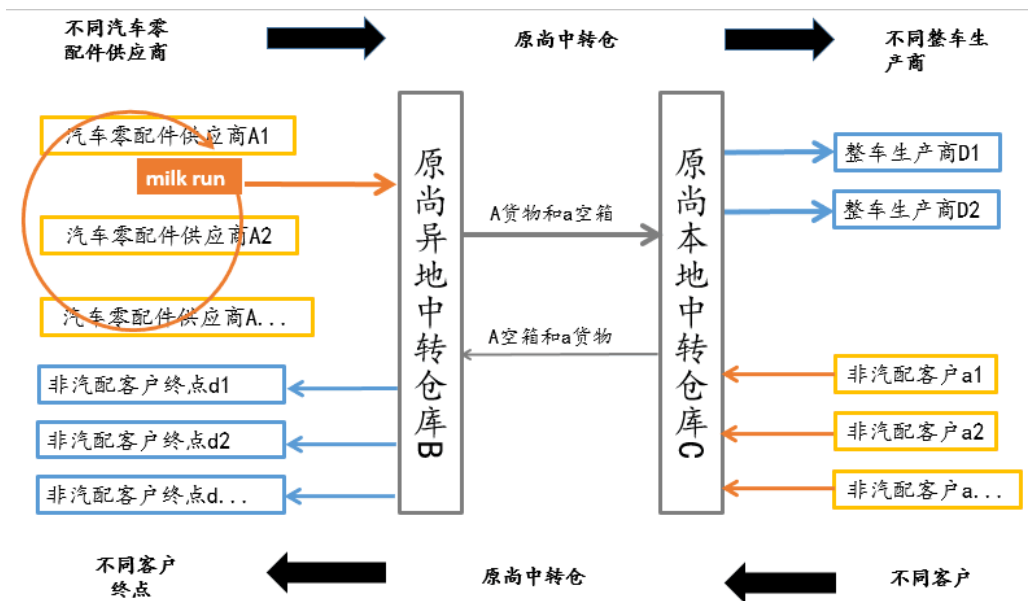 不同汽车零
配件供应商
原尚中转仓
不同整车生
产商
汽车零配件供应商A1
milk run
汽车零配件供应商A2
汽车零配件供应商A...
原尚异地中转仓库B
A货物和a空箱
A空箱和a货物
原尚本地中转仓库C
整车生产商D1
整车生产商D2
非汽配客户终点d1
非汽配客户终点d2
非汽配客户终点d...
非汽配客户a1
非汽配客户a2
非汽配客户a...
不同客户
终点
原尚中转仓
不同客户